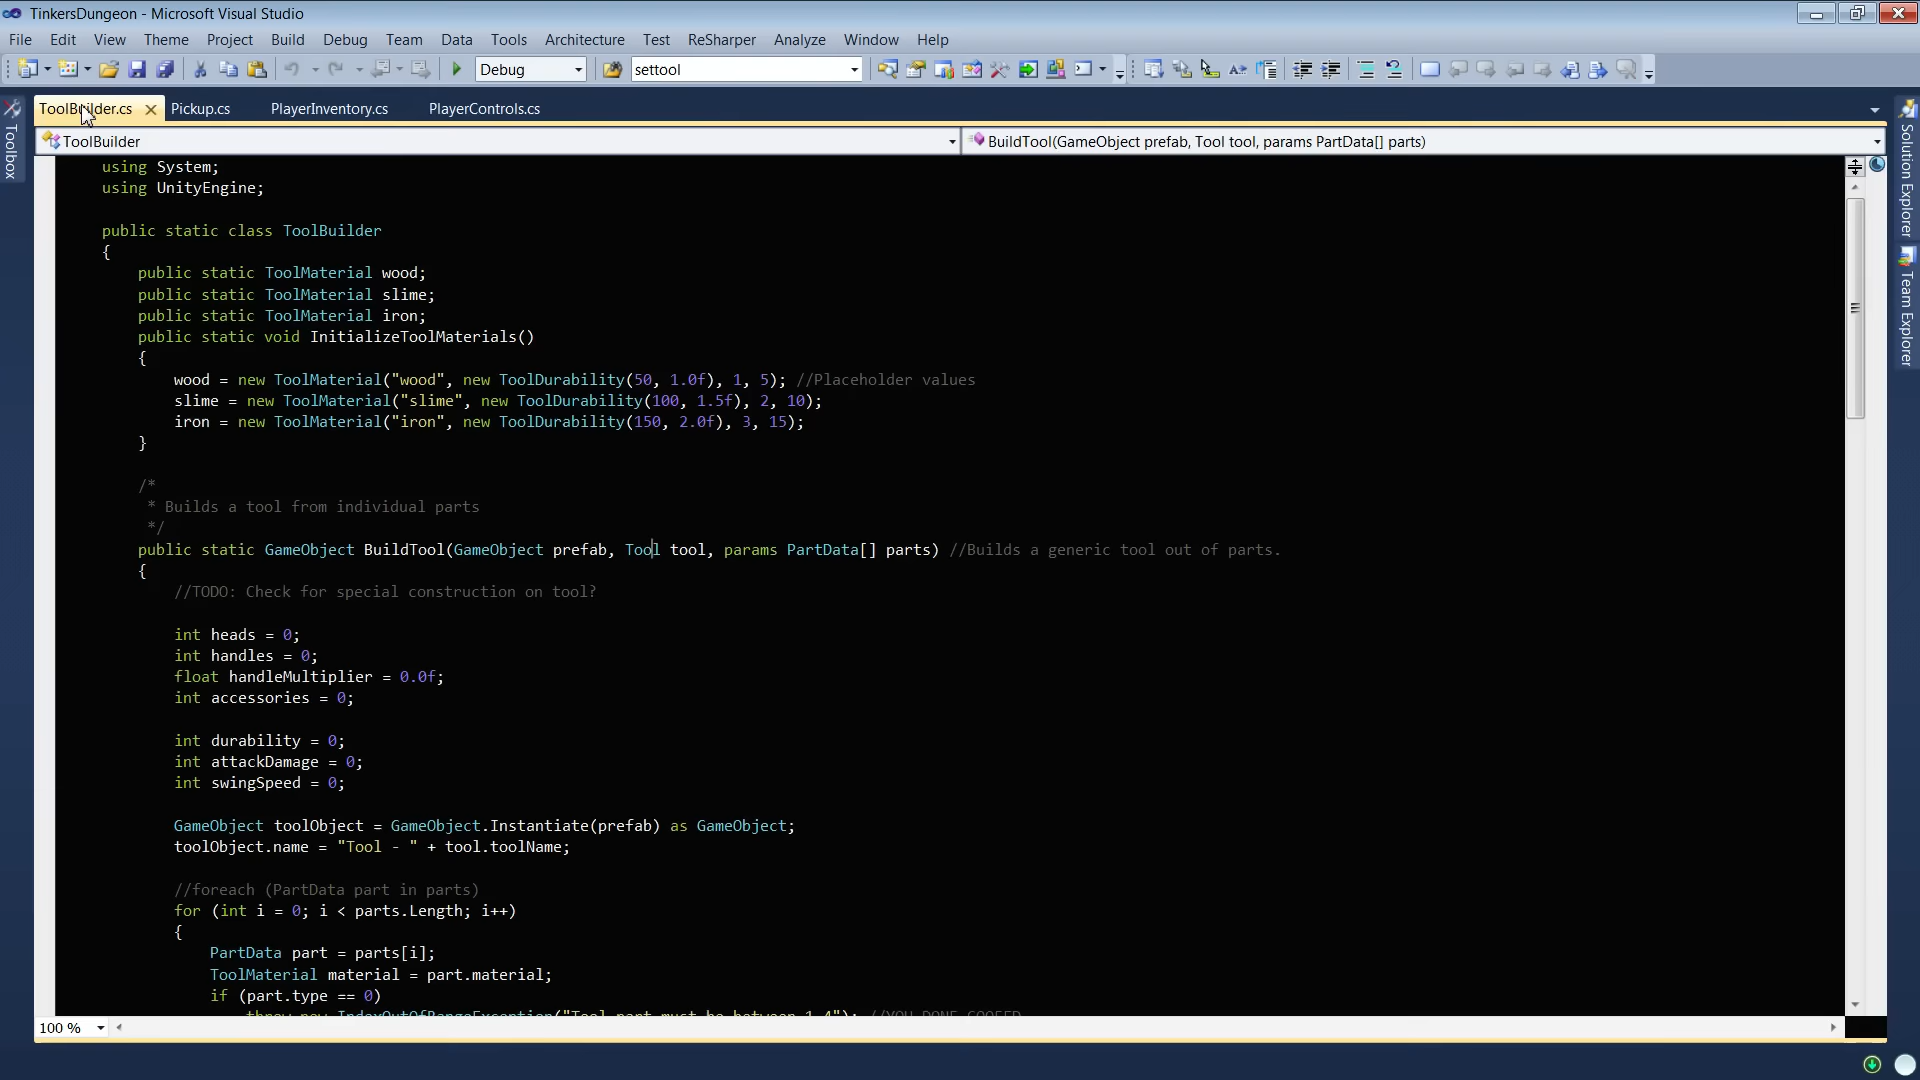 TinkersDungeon - Microsoft Visual Studio
File Edit View Theme Project Build Debug Team Data Tools Architecture Test ReSharper Analyze Window Help
Debug settool
ToolBuilder.cs Pickup.cs PlayerInventory.cs PlayerControls.cs
ToolBuilder BuildTool(GameObject prefab, Tool tool, params PartData[] parts)
Toolbox
Solution Explorer
Team Explorer
using System;
using UnityEngine;
public static class ToolBuilder
{
public static ToolMaterial wood;
public static ToolMaterial slime;
public static ToolMaterial iron;
public static void InitializeToolMaterials()
{
wood = new ToolMaterial("wood", new ToolDurability(50, 1.0f), 1, 5); //Placeholder values
slime = new ToolMaterial("slime", new ToolDurability(100, 1.5f), 2, 10);
iron = new ToolMaterial("iron", new ToolDurability(150, 2.0f), 3, 15);
}
/*
* Builds a tool from individual parts
*/
public static GameObject BuildTool(GameObject prefab, Tool tool, params PartData[] parts) //Builds a generic tool out of parts.
{
//TODO: Check for special construction on tool?
int heads = 0;
int handles = 0;
float handleMultiplier = 0.0f;
int accessories = 0;
int durability = 0;
int attackDamage = 0;
int swingSpeed = 0;
GameObject toolObject = GameObject.Instantiate(prefab) as GameObject;
toolObject.name = "Tool - " + tool.toolName;
//foreach (PartData part in parts)
for (int i = 0; i < parts.Length; i++)
{
PartData part = parts[i];
ToolMaterial material = part.material;
if (part.type == 0)
throw new IndexOutOfRangeException("Tool part must be between 1-4"); //YOU DONE GOOFED
100 %